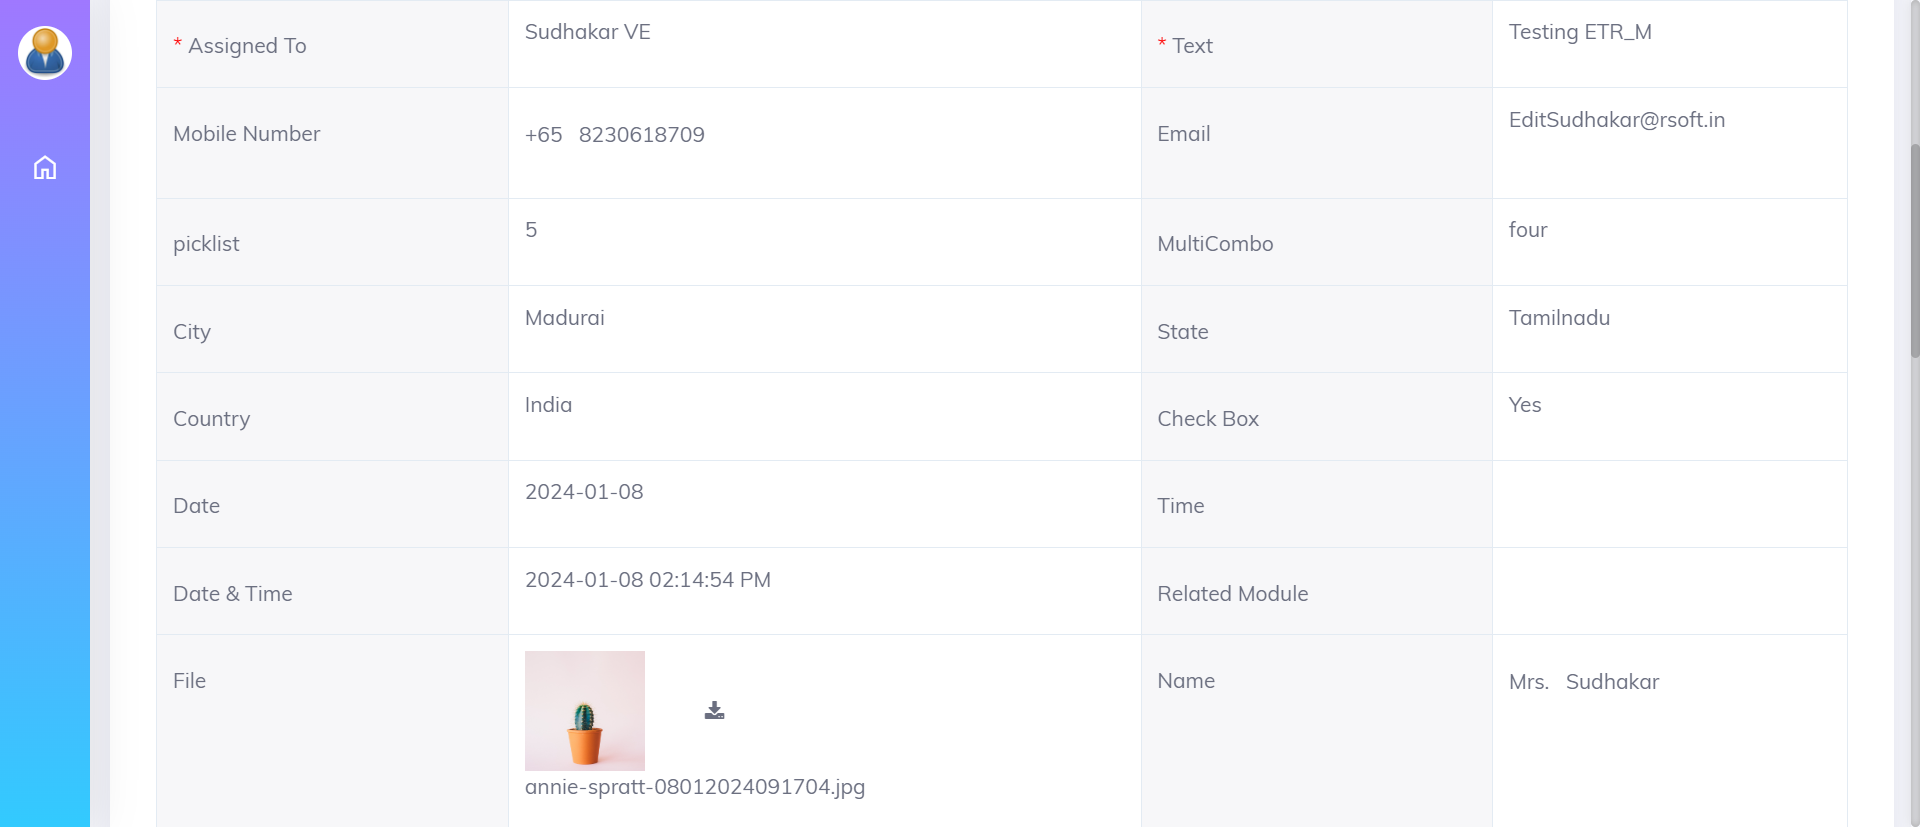 * Assigned To
Sudhakar VE
* Text
Testing ETR_M
Mobile Number
+65 8230618709
Email
EditSudhakar@rsoft.in
picklist
5
MultiCombo
four
City
Madurai
State
Tamilnadu
Country
India
Check Box
Yes
Date
2024-01-08
Time
Date & Time
2024-01-08 02:14:54 PM
Related Module
File
annie-spratt-08012024091704.jpg
Name
Mrs. Sudhakar